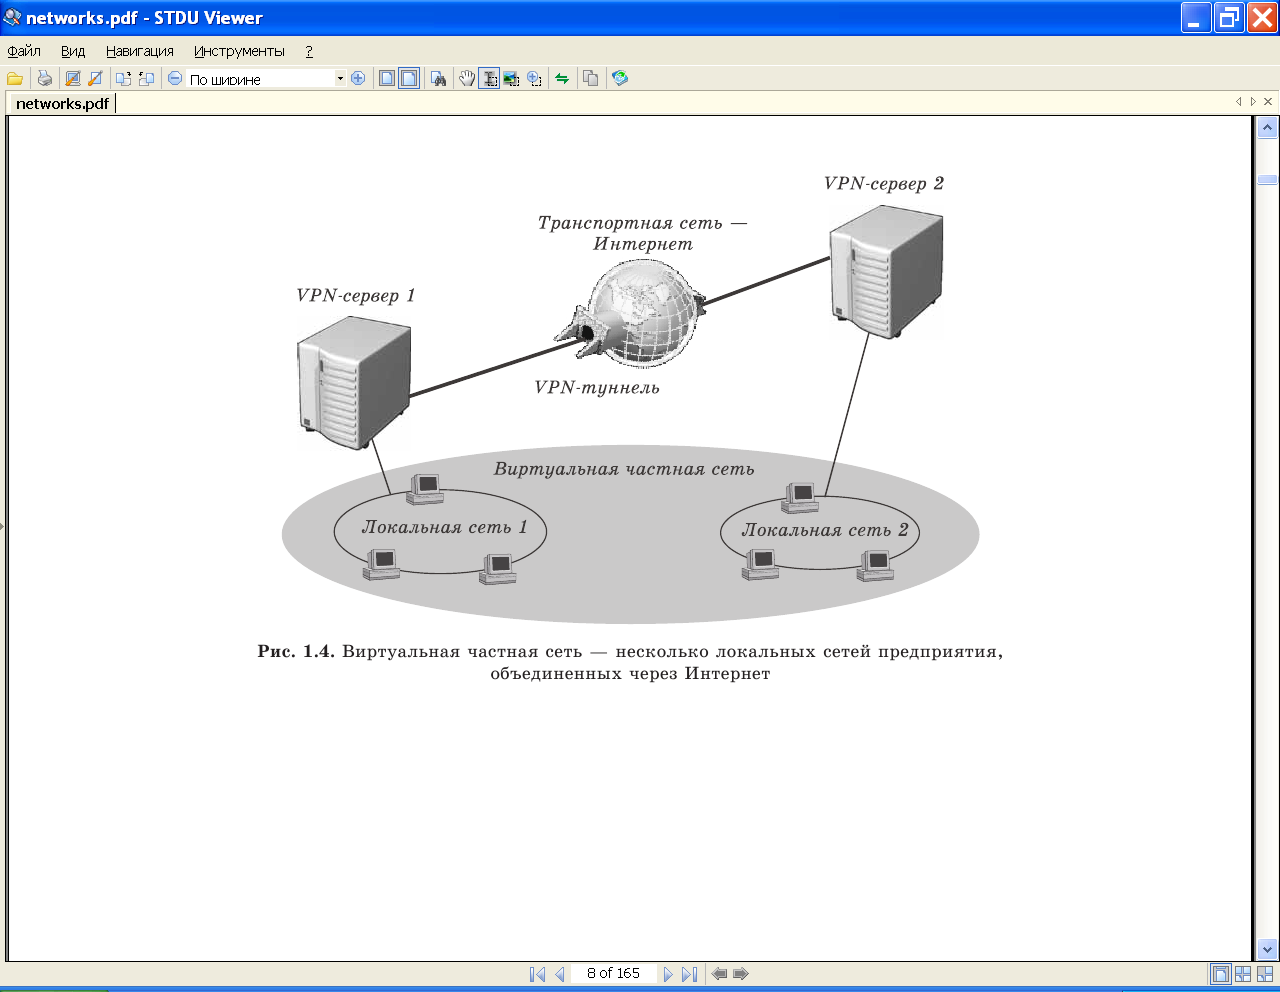 networks.pdf - STDU Viewer
Файл Вид Навигация Инструменты ?
По ширине
networks.pdf
VPN-сервер 2
Транспортная сеть —
Интернет
VPN-сервер 1
VPN-туннель
Виртуальная частная сеть
Локальная сеть 1
Локальная сеть 2
Рис. 1.4. Виртуальная частная сеть — несколько локальных сетей предприятия,
объединенных через Интернет
8 of 165